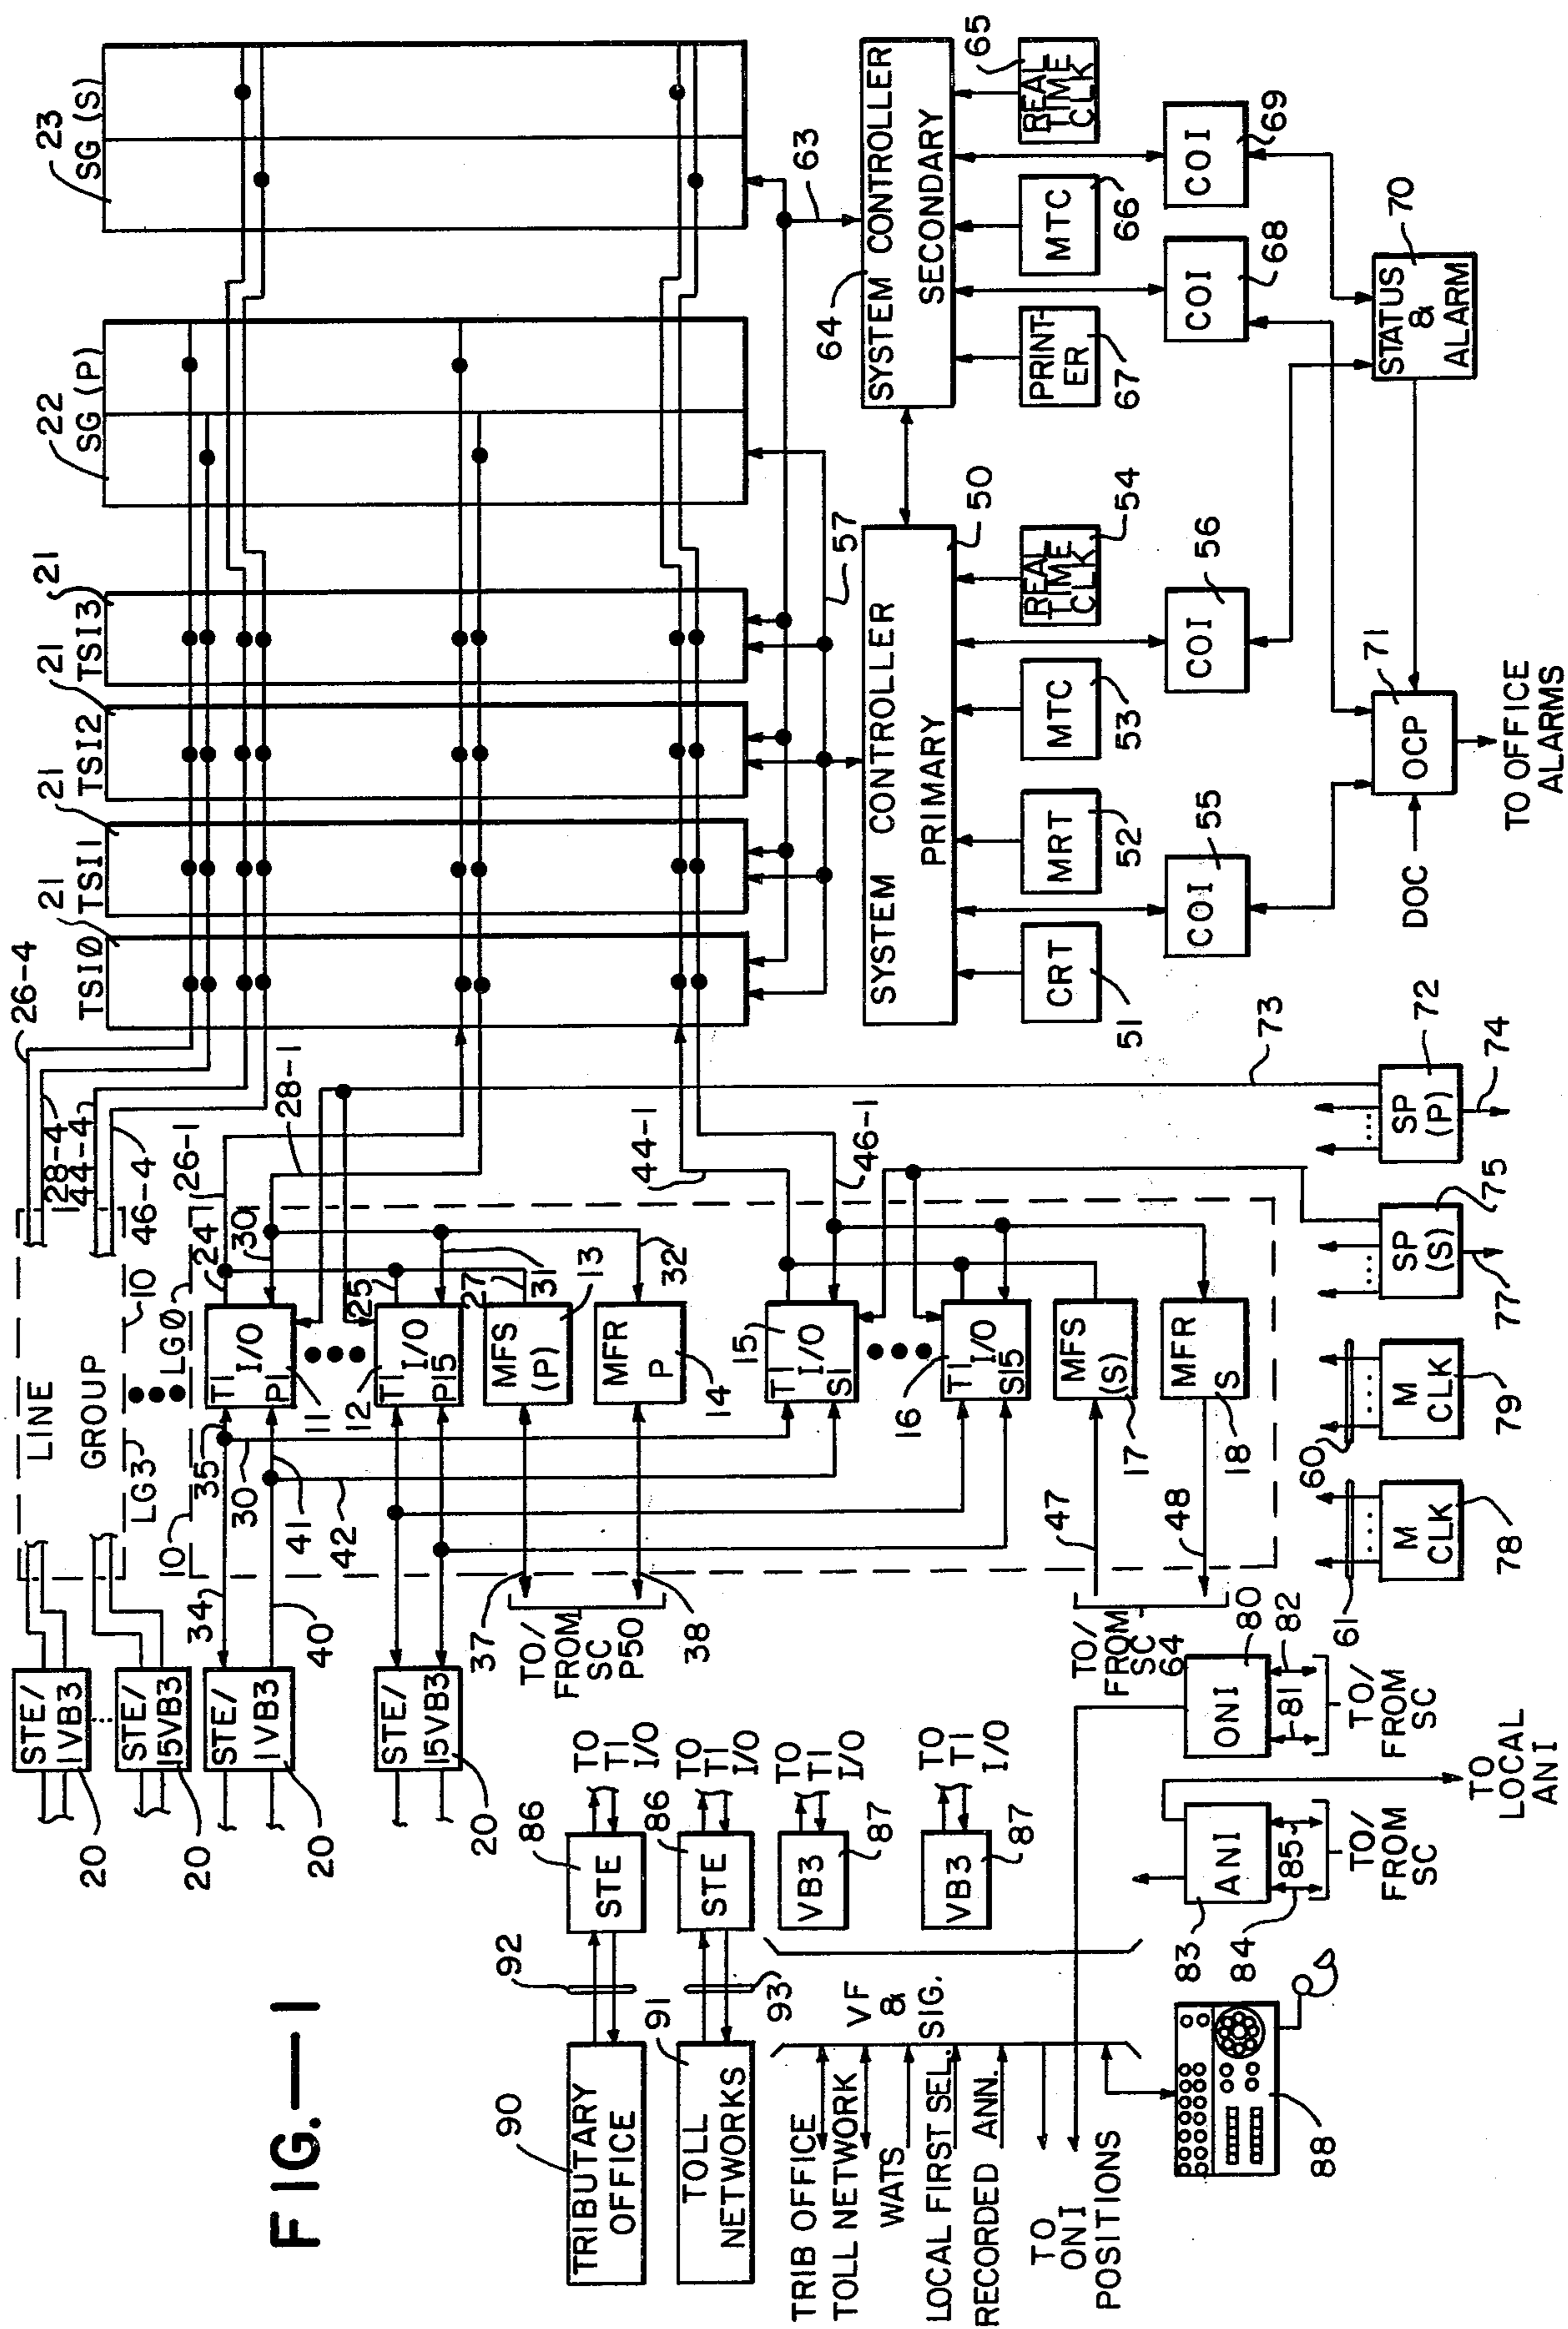 FIG.—1
23
SG (S)
22
SG (P)
21
TSI3
21
TSI2
21
TSI1
21
TSI0
26-4
28-4
44-4
46-4
26-1
28-1
44-1
46-1
LINE
GROUP
10
LG3
LG0
10
STE/
1VB3
20
STE/
15VB3
20
STE/
1VB3
20
STE/
15VB3
20
34
40
35
30
41
42
24
30
25
27
31
32
T1
I/O
P1
11
T1
I/O
P15
12
MFS
(P)
13
MFR
P
14
T1
I/O
S1
15
T1
I/O
S15
16
MFS
(S)
17
MFR
S
18
37
38
TO/
FROM
SC
P50
47
48
TO/
FROM
SC
64
SYSTEM CONTROLLER
PRIMARY
50
57
CRT
51
MRT
52
MTC
53
REAL
TIME
CLK
54
COI
55
COI
56
SYSTEM CONTROLLER
SECONDARY
64
63
PRINT-
ER
67
MTC
66
REAL
TIME
CLK
65
COI
68
COI
69
STATUS
&
ALARM
70
OCP
71
DOC
TO OFFICE
ALARMS
SP
(P)
72
73
74
SP
(S)
75
77
M
CLK
79
60
M
CLK
78
61
ONI
80
81
82
TO/
FROM
SC
ANI
83
84
85
TO/
FROM
SC
TO
LOCAL
ANI
TRIBUTARY
OFFICE
90
92
STE
86
TO
T1
I/O
TOLL
NETWORKS
91
93
STE
86
TO
T1
I/O
VB3
87
TO
T1
I/O
VB3
87
TO
T1
I/O
VF
&
SIG.
TRIB OFFICE
TOLL NETWORK
WATS
LOCAL FIRST SEL.
RECORDED ANN.
TO
ONI
POSITIONS
88